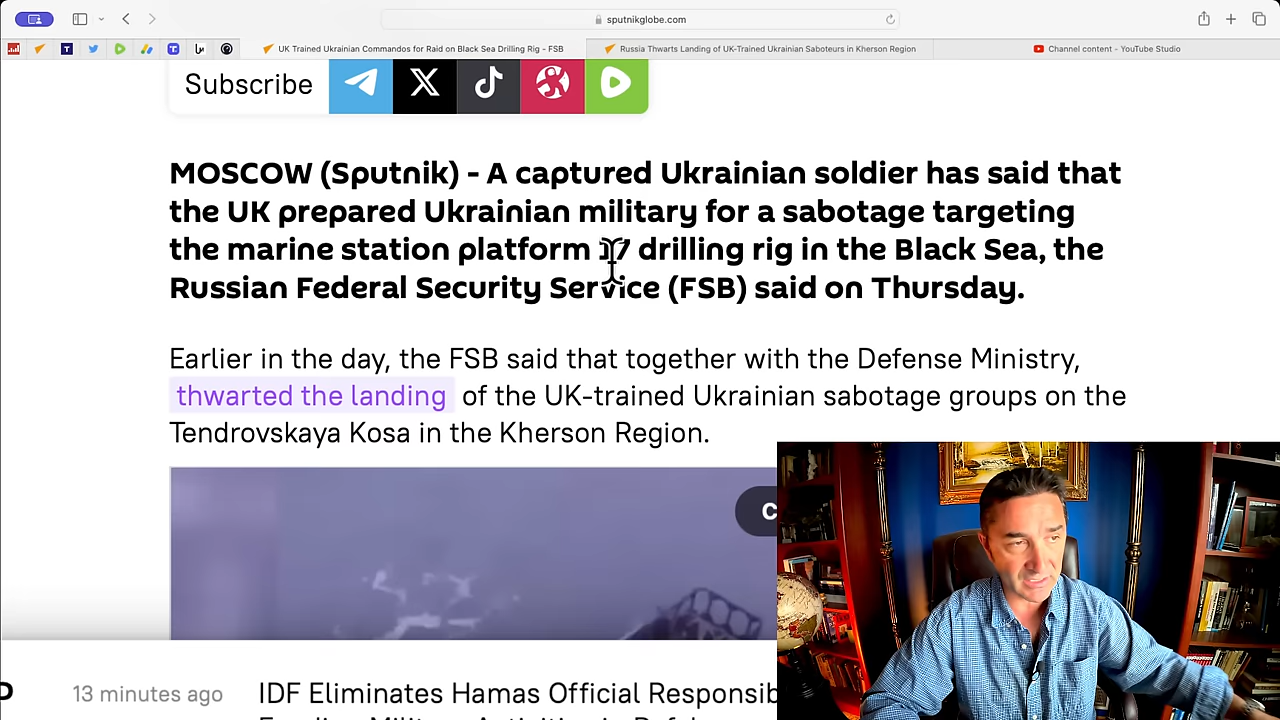 sputnikglobe.com
UK Trained Ukrainian Commandos for Raid on Black Sea Drilling Rig - FSB
Russia Thwarts Landing of UK-Trained Ukrainian Saboteurs in Kherson Region
Channel content - YouTube Studio
Subscribe
MOSCOW (Sputnik) - A captured Ukrainian soldier has said that
the UK prepared Ukrainian military for a sabotage targeting
the marine station platform 17 drilling rig in the Black Sea, the
Russian Federal Security Service (FSB) said on Thursday.
Earlier in the day, the FSB said that together with the Defense Ministry,
thwarted the landing of the UK-trained Ukrainian sabotage groups on the
Tendrovskaya Kosa in the Kherson Region.
13 minutes ago
IDF Eliminates Hamas Official Responsib